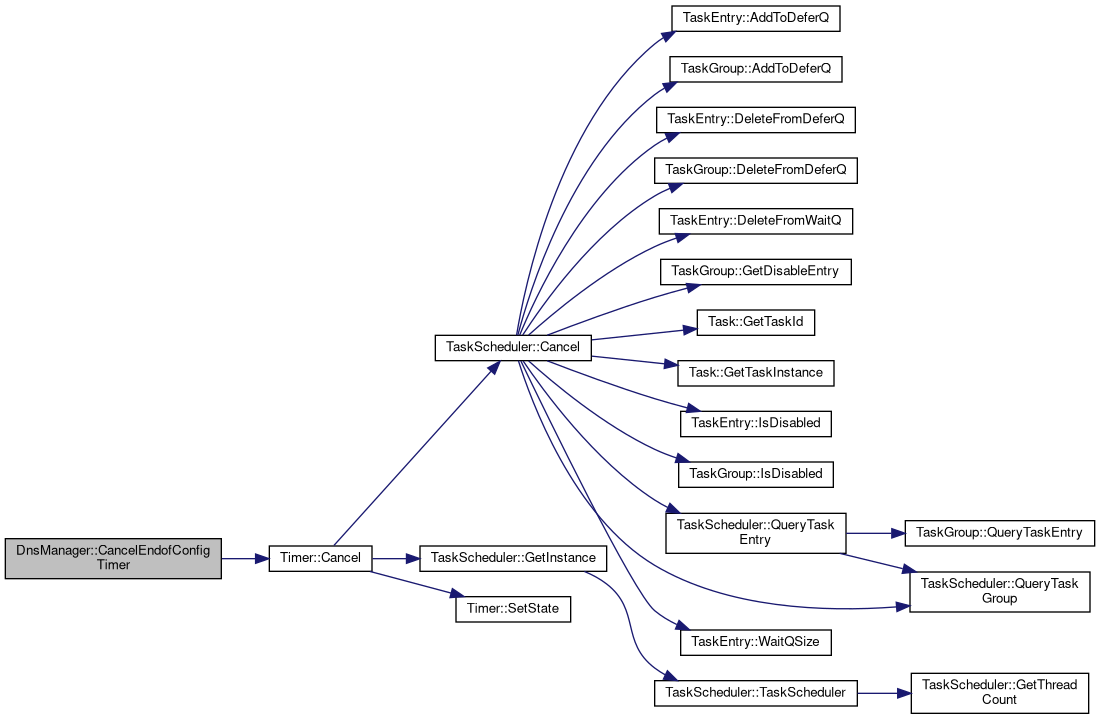 TaskEntry::AddToDeferQ
TaskGroup::AddToDeferQ
TaskEntry::DeleteFromDeferQ
TaskGroup::DeleteFromDeferQ
TaskEntry::DeleteFromWaitQ
TaskGroup::GetDisableEntry
Task::GetTaskId
TaskScheduler::Cancel
Task::GetTaskInstance
TaskEntry::IsDisabled
TaskGroup::IsDisabled
TaskScheduler::QueryTask
Entry
TaskGroup::QueryTaskEntry
DnsManager::CancelEndofConfig
Timer
Timer::Cancel
TaskScheduler::GetInstance
TaskScheduler::QueryTask
Group
Timer::SetState
TaskEntry::WaitQSize
TaskScheduler::TaskScheduler
TaskScheduler::GetThread
Count